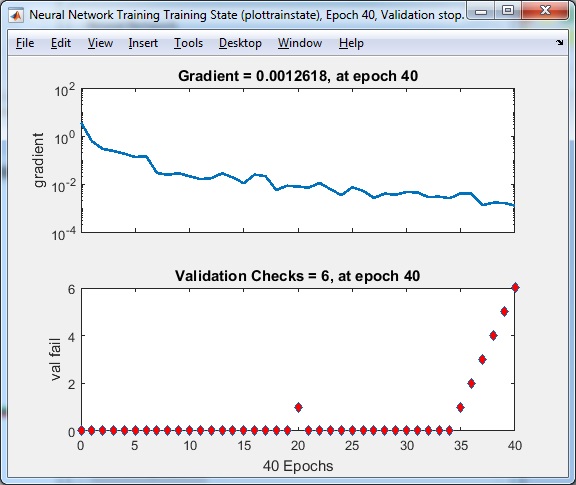 Neural Network Training Training State (plottrainstate), Epoch 40, Validation stop.
File Edit View Insert Tools Desktop Window Help
Gradient = 0.0012618, at epoch 40
10^2
10^0
10^-2
10^-4
gradient
Validation Checks = 6, at epoch 40
6
4
2
0
val fail
0 5 10 15 20 25 30 35 40
40 Epochs